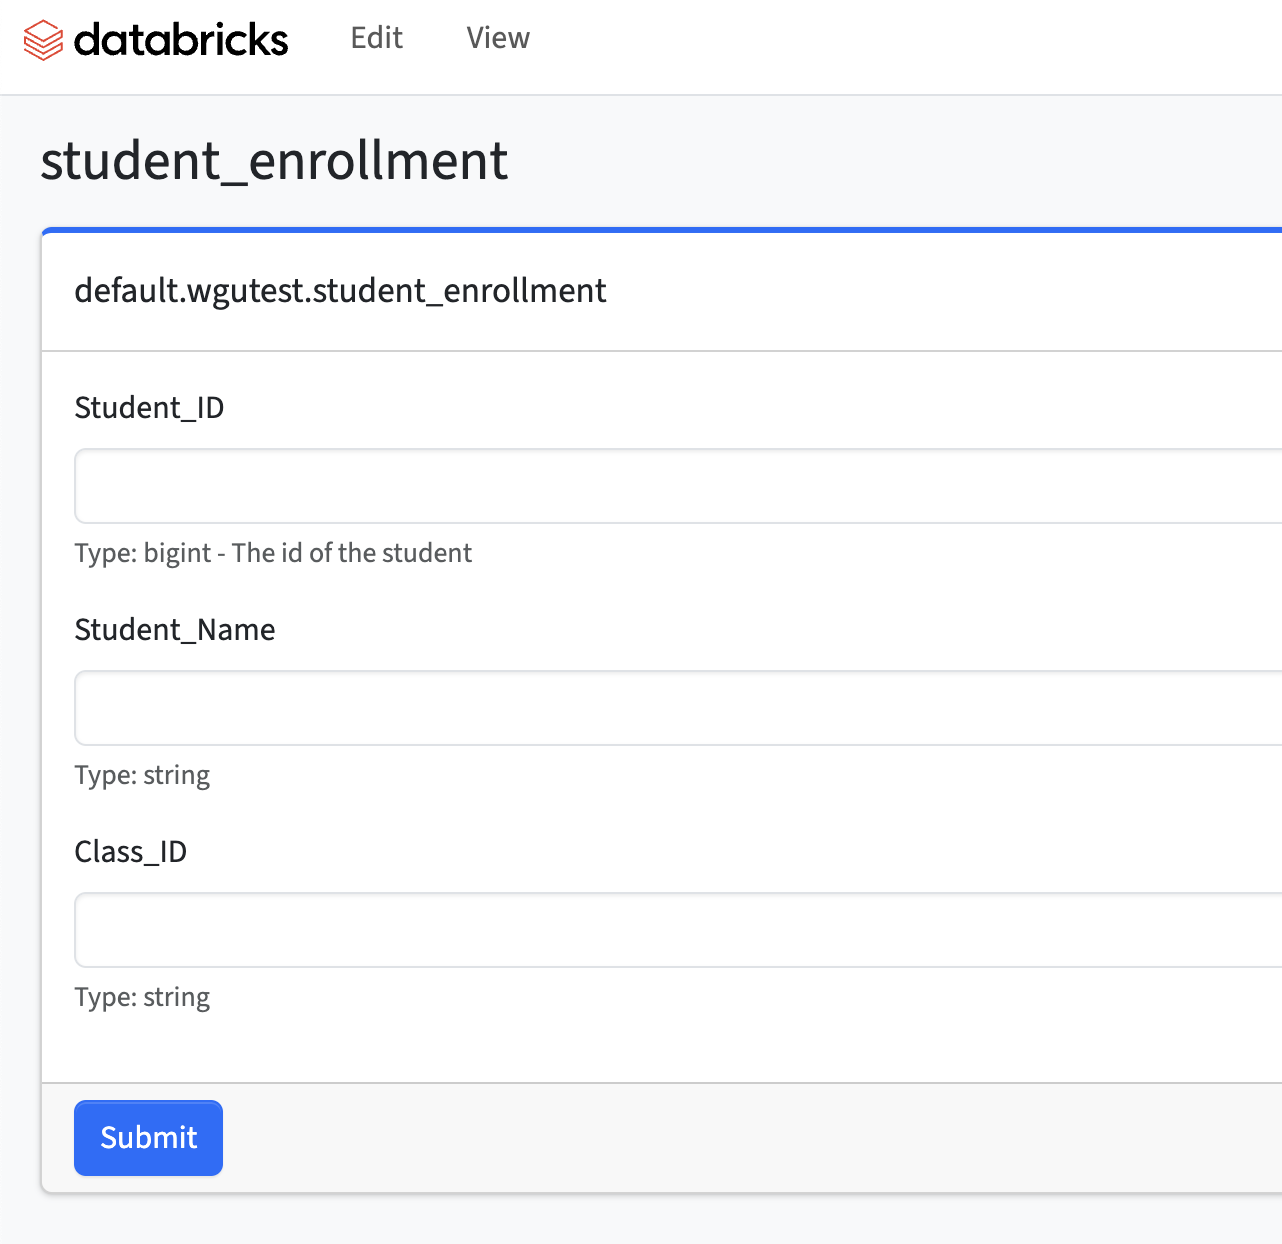 databricks Edit View
student_enrollment
default.wgutest.student_enrollment
Student_ID
Type: bigint - The id of the student
Student_Name
Type: string
Class_ID
Type: string
Submit